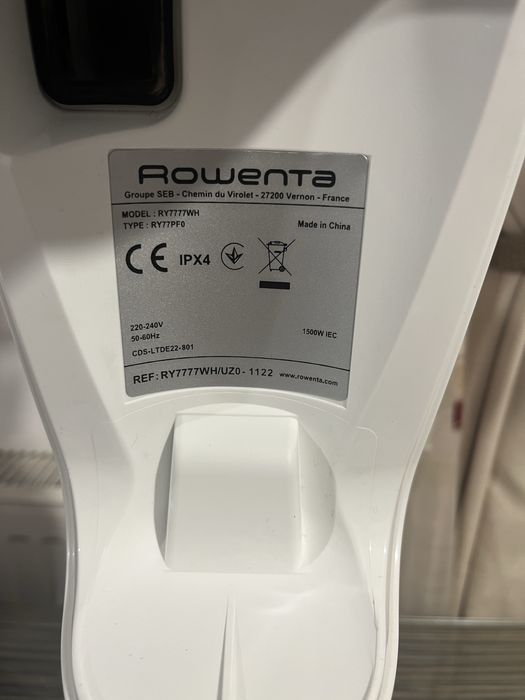 ROWENTA
Groupe SEB - Chemin du Virolet - 27200 Vernon - France
MODEL : RY7777WH
TYPE : RY77PF0
Made in China
CE IPX4
220-240V
50-60Hz
1500W IEC
CDS-LTDE22-801
REF: RY7777WH/UZ0 - 1122 www.rowenta.com